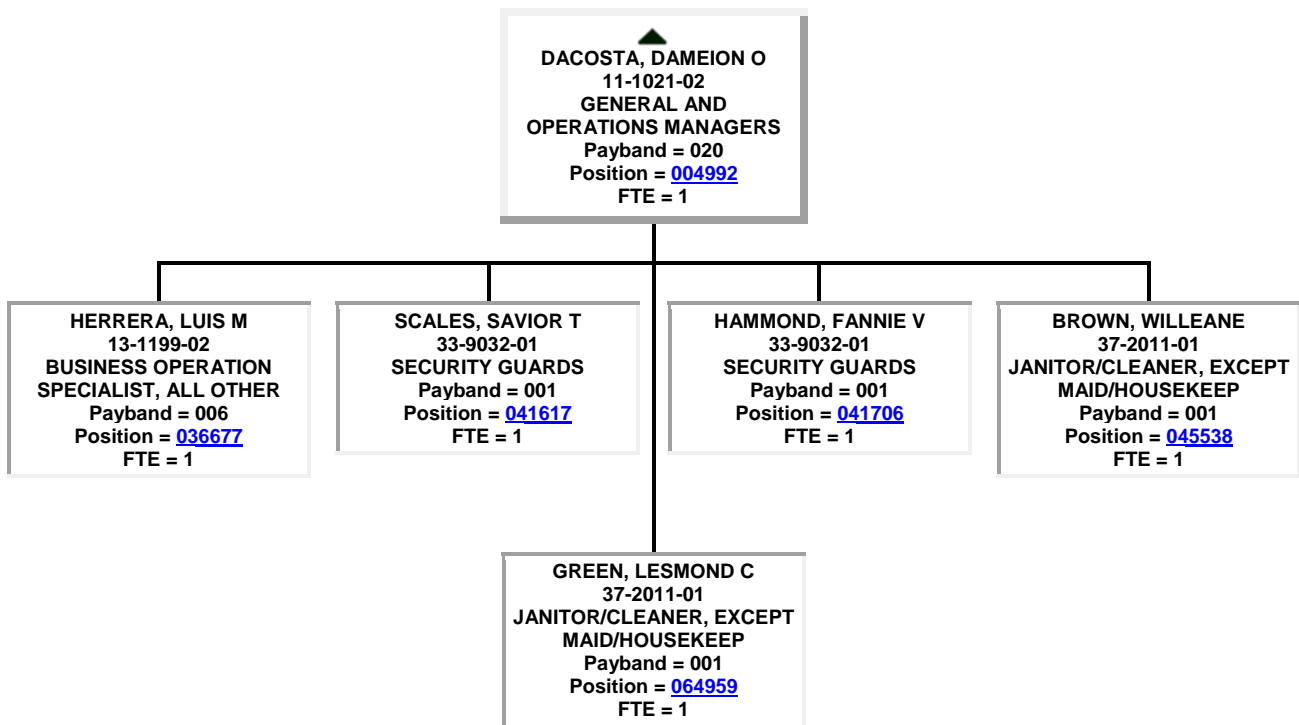 DACOSTA, DAMEION O
11-1021-02
GENERAL AND
OPERATIONS MANAGERS
Payband = 020
Position = 004992
FTE = 1
HERRERA, LUIS M
13-1199-02
BUSINESS OPERATION
SPECIALIST, ALL OTHER
Payband = 006
Position = 036677
FTE = 1
SCALES, SAVIOR T
33-9032-01
SECURITY GUARDS
Payband = 001
Position = 041617
FTE = 1
HAMMOND, FANNIE V
33-9032-01
SECURITY GUARDS
Payband = 001
Position = 041706
FTE = 1
BROWN, WILLEANE
37-2011-01
JANITOR/CLEANER, EXCEPT
MAID/HOUSEKEEP
Payband = 001
Position = 045538
FTE = 1
GREEN, LESMOND C
37-2011-01
JANITOR/CLEANER, EXCEPT
MAID/HOUSEKEEP
Payband = 001
Position = 064959
FTE = 1